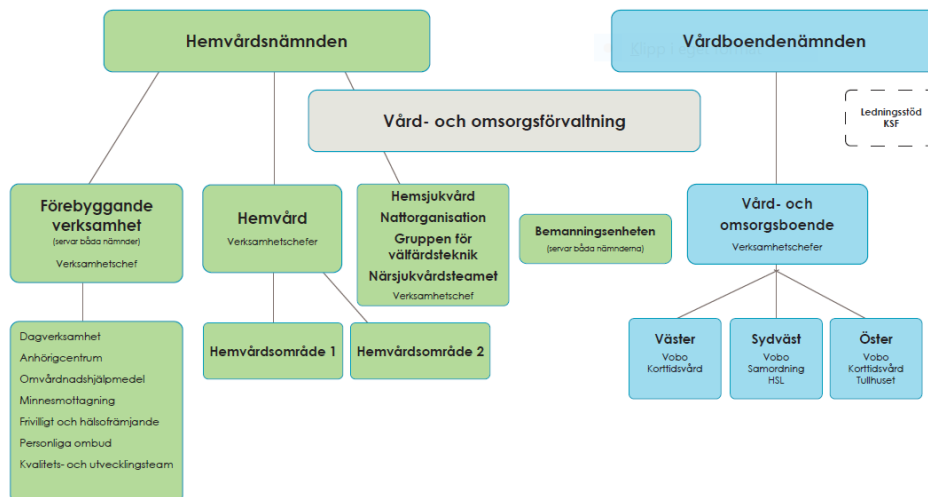 Hemvårdsnämnden
Vårdboendenämnden
Vård- och omsorgsförvaltning
Ledningsstöd
KSF
Förebyggande
verksamhet
(servar båda nämnder)
Verksamhetschef
Hemvård
Verksamhetschefer
Hemsjukvård
Nattorganisation
Gruppen för
välfärdsteknik
Närsjukvårdsteamet
Verksamhetschef
Bemanningsenheten
(servar båda nämnderna)
Vård- och
omsorgsboende
Verksamhetschefer
Dagverksamhet
Anhörigcentrum
Omvårdnadshjälpmedel
Minnesmottagning
Frivilligt och hälsofrämjande
Personliga ombud
Kvalitets- och utvecklingsteam
Hemvårdsområde 1
Hemvårdsområde 2
Väster
Vobo
Korttidsvård
Sydväst
Vobo
Samordning
HSL
Öster
Vobo
Korttidsvård
Tullhuset